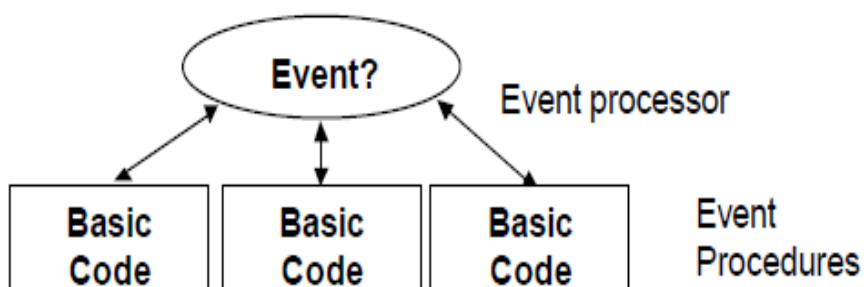 Event?
Event processor
Basic Code
Basic Code
Basic Code
Event
Procedures